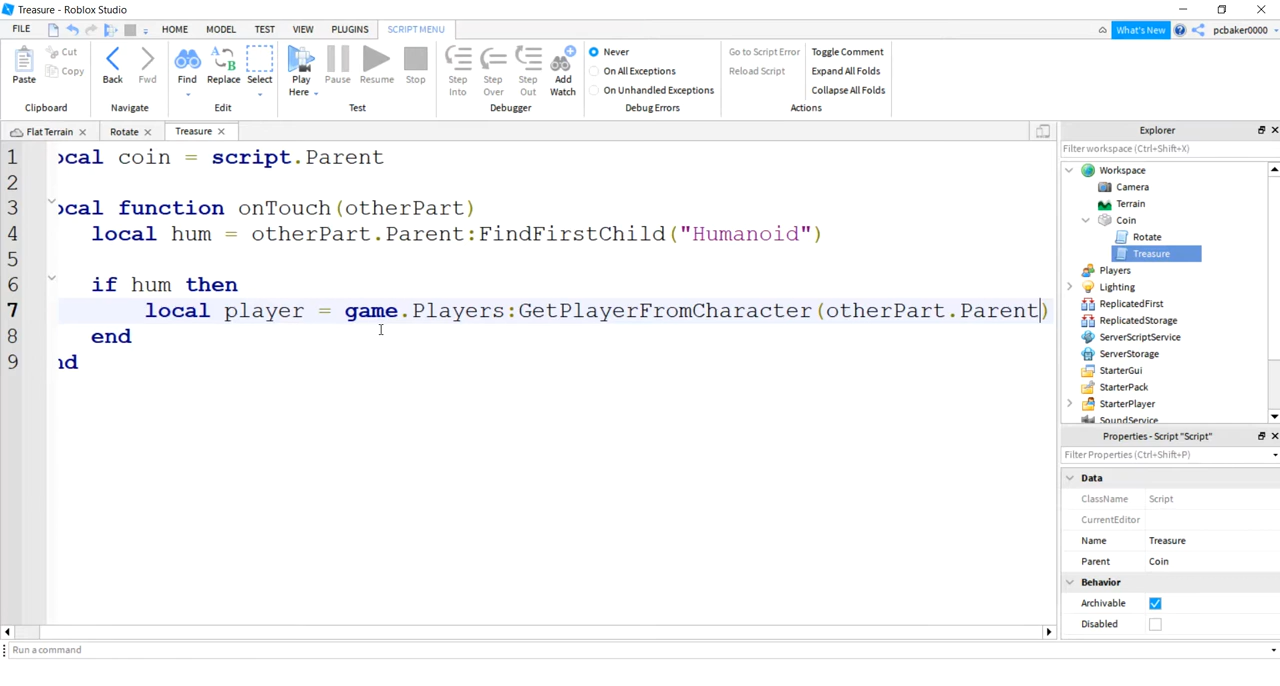 Treasure - Roblox Studio
FILE HOME MODEL TEST VIEW PLUGINS SCRIPT MENU What's New pcbaker0000
Paste Cut Copy Back Fwd Find Replace Select Play Here Pause Resume Stop Step Into Step Over Step Out Add Watch
Never
On All Exceptions
On Unhandled Exceptions
Go to Script Error
Reload Script
Toggle Comment
Expand All Folds
Collapse All Folds
Clipboard Navigate Edit Test Debugger Debug Errors Actions
Flat Terrain Rotate Treasure
1 ocal coin = script.Parent
2
3 ocal function onTouch(otherPart)
4 local hum = otherPart.Parent:FindFirstChild("Humanoid")
5
6 if hum then
7 local player = game.Players:GetPlayerFromCharacter(otherPart.Parent)
8 end
9 nd
Explorer
Filter workspace (Ctrl+Shift+X)
Workspace
Camera
Terrain
Coin
Rotate
Treasure
Players
Lighting
ReplicatedFirst
ReplicatedStorage
ServerScriptService
ServerStorage
StarterGui
StarterPack
StarterPlayer
SoundService
Properties - Script "Script"
Filter Properties (Ctrl+Shift+P)
Data
ClassName Script
CurrentEditor
Name Treasure
Parent Coin
Behavior
Archivable
Disabled
Run a command